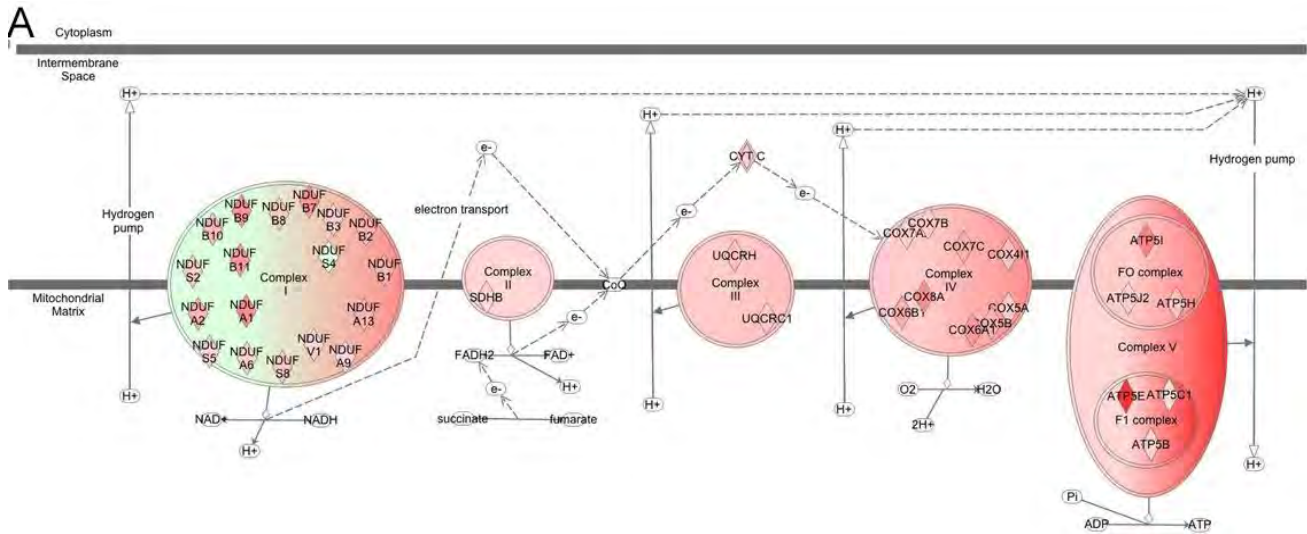 A
Cytoplasm
Intermembrane
Space
H+
H+
H+
H+
Hydrogen pump
Hydrogen
pump
electron transport
e-
e-
CYT C
e-
NDUF
B10
NDUF
B9
NDUF
B8
NDUF
B7
NDUF
B3
NDUF
B2
NDUF
S2
NDUF
B11
NDUF
S4
NDUF
B1
Complex
I
NDUF
A2
NDUF
A1
NDUF
A13
NDUF
S5
NDUF
A6
NDUF
S8
NDUF
V1
NDUF
A9
Complex
II
SDHB
CoQ
e-
UQCRH
Complex
III
UQCRC1
COX7B
COX7A
COX7C
COX4I1
Complex
IV
COX8A
COX6B1
COX5A
COX5B
COX6A1
ATP5I
FO complex
ATP5J2
ATP5H
Complex V
ATP5E
ATP5C1
F1 complex
ATP5B
Mitochondrial
Matrix
H+
NAD+
NADH
H+
FADH2
FAD+
H+
e-
succinate
fumarate
H+
H+
O2
H2O
2H+
H+
Pi
ADP
ATP